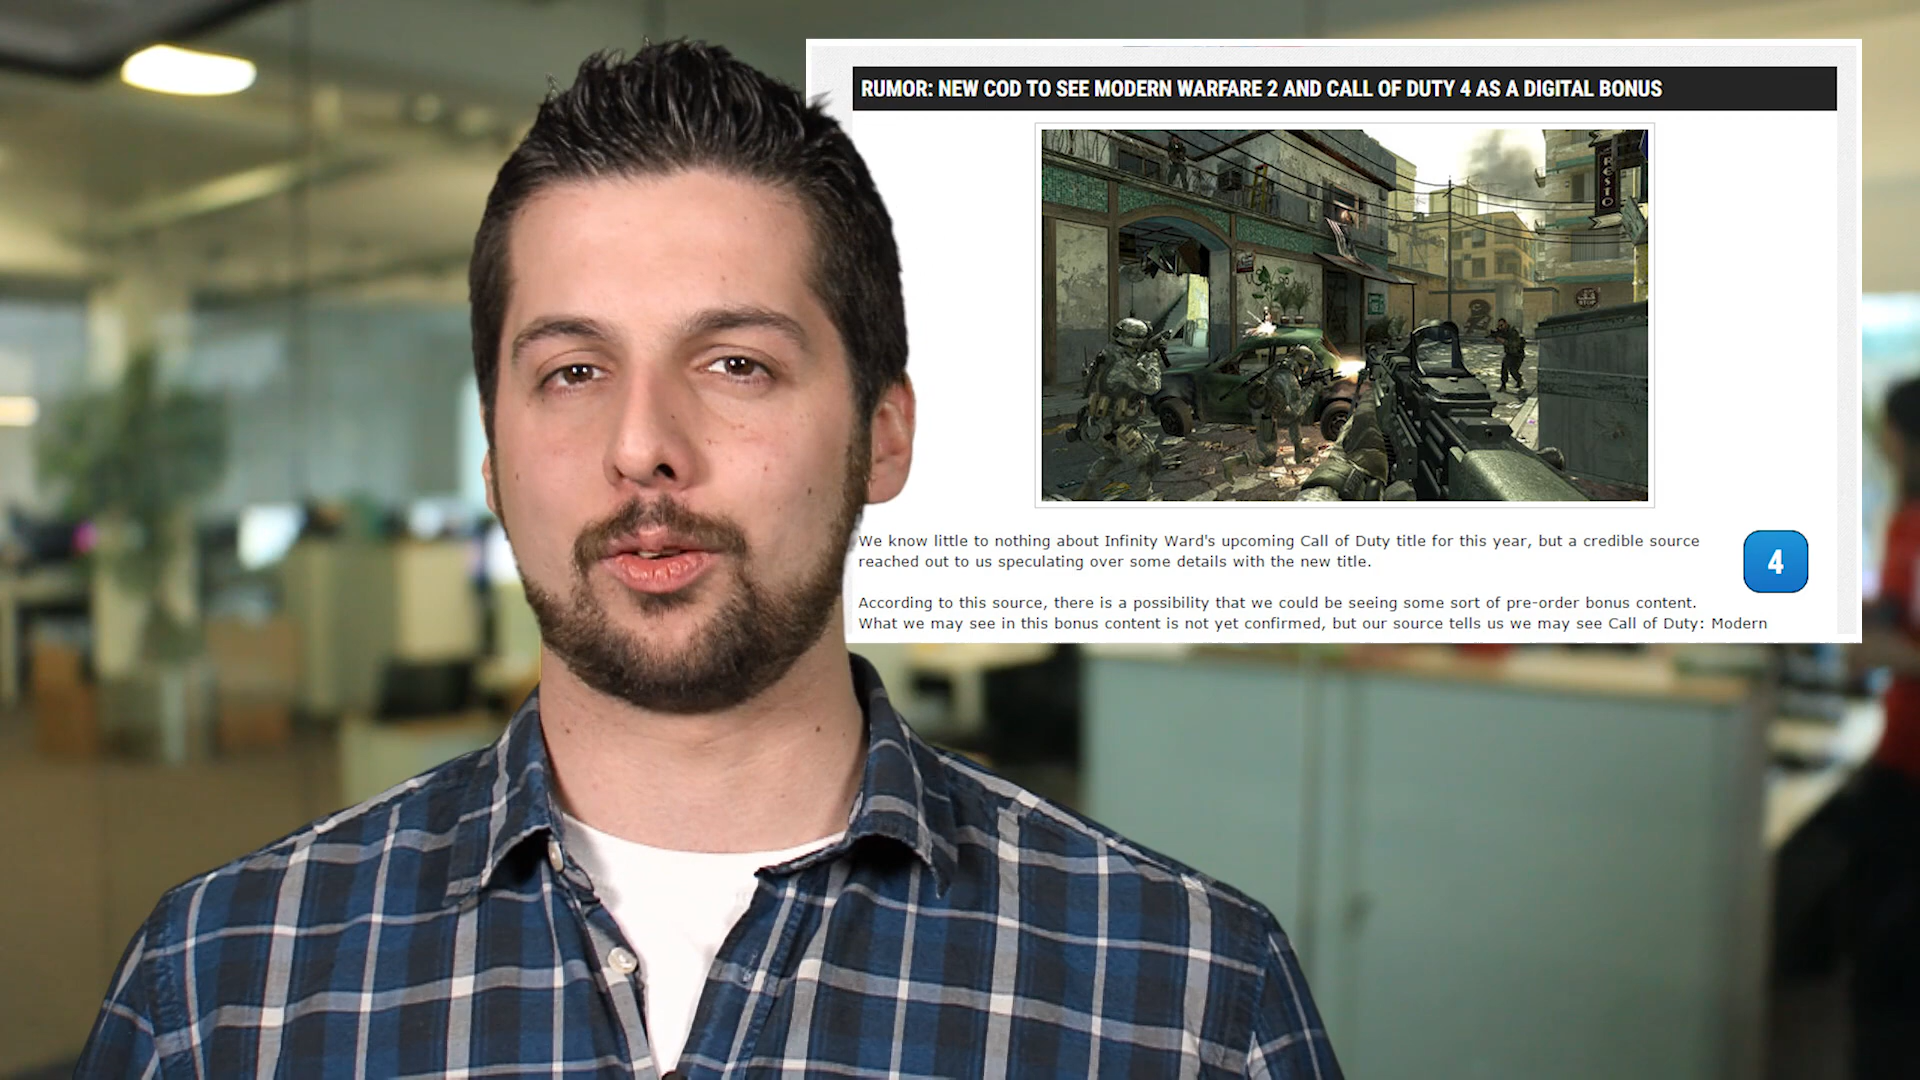 RUMOR: NEW COD TO SEE MODERN WARFARE 2 AND CALL OF DUTY 4 AS A DIGITAL BONUS
RESTO
We know little to nothing about Infinity Ward's upcoming Call of Duty title for this year, but a credible source
reached out to us speculating over some details with the new title.
4
According to this source, there is a possibility that we could be seeing some sort of pre-order bonus content.
What we may see in this bonus content is not yet confirmed, but our source tells us we may see Call of Duty: Modern